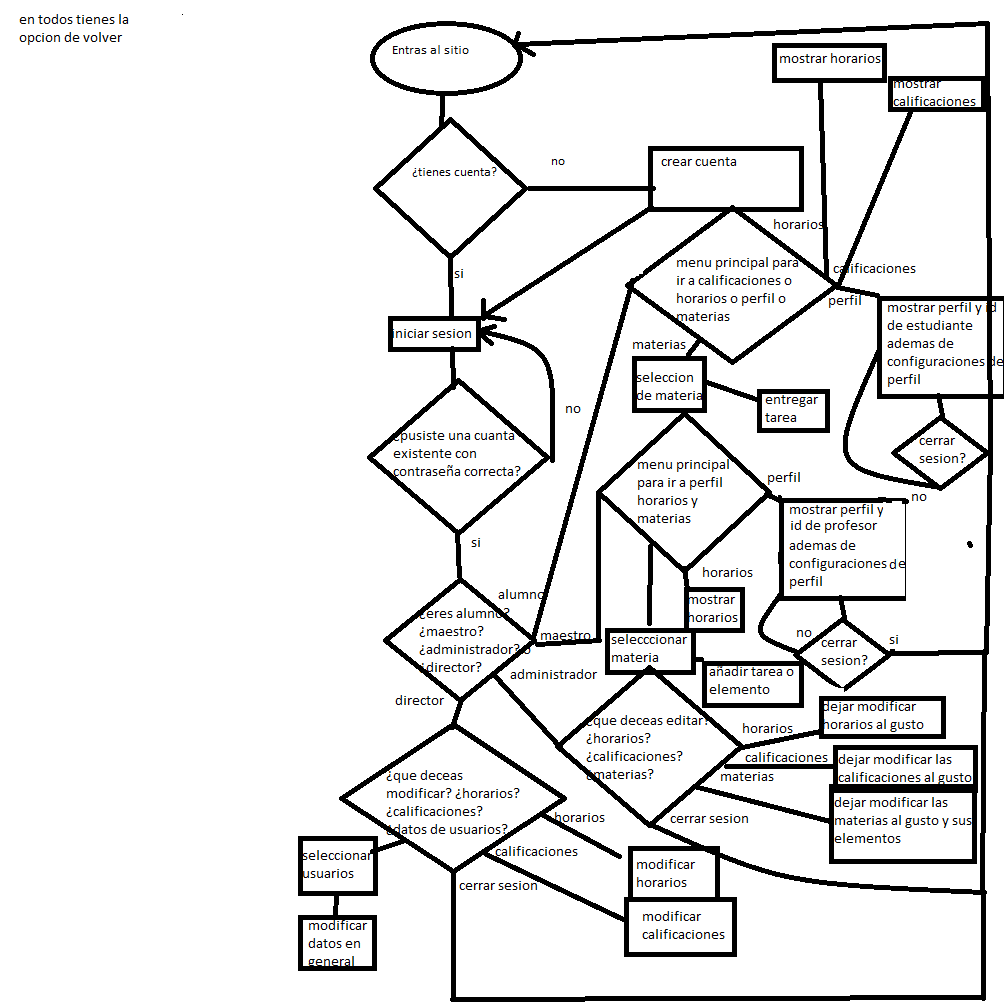 en todos tienes la
opcion de volver
Entras al sitio
mostrar horarios
mostrar
calificaciones
¿tienes cuenta?
no
crear cuenta
horarios
si
menu principal para
ir a calificaciones o
horarios o perfil o
materias
calificaciones
perfil
mostrar perfil y id
de estudiante
ademas de
configuraciones de
perfil
iniciar sesion
materias
seleccion
de materia
entregar
tarea
no
¿pusiste una cuanta
existente con
contraseña correcta?
cerrar
sesion?
no
menu principal
para ir a perfil
horarios y
materias
perfil
mostrar perfil y
id de profesor
ademas de
configuraciones de
perfil
si
horarios
alumno
mostrar
horarios
¿eres alumno?
¿maestro?
¿administrador?o
¿director?
maestro
selecccionar
materia
no
cerrar
sesion?
si
administrador
añadir tarea o
elemento
director
¿que deceas editar?
¿horarios?
¿calificaciones?
¿materias?
horarios
dejar modificar
horarios al gusto
calificaciones
dejar modificar las
calificaciones al gusto
materias
dejar modificar las
materias al gusto y sus
elementos
cerrar sesion
¿que deceas
modificar? ¿horarios?
¿calificaciones?
¿datos de usuarios?
horarios
seleccionar
usuarios
calificaciones
modificar
horarios
cerrar sesion
modificar
datos en
general
modificar
calificaciones